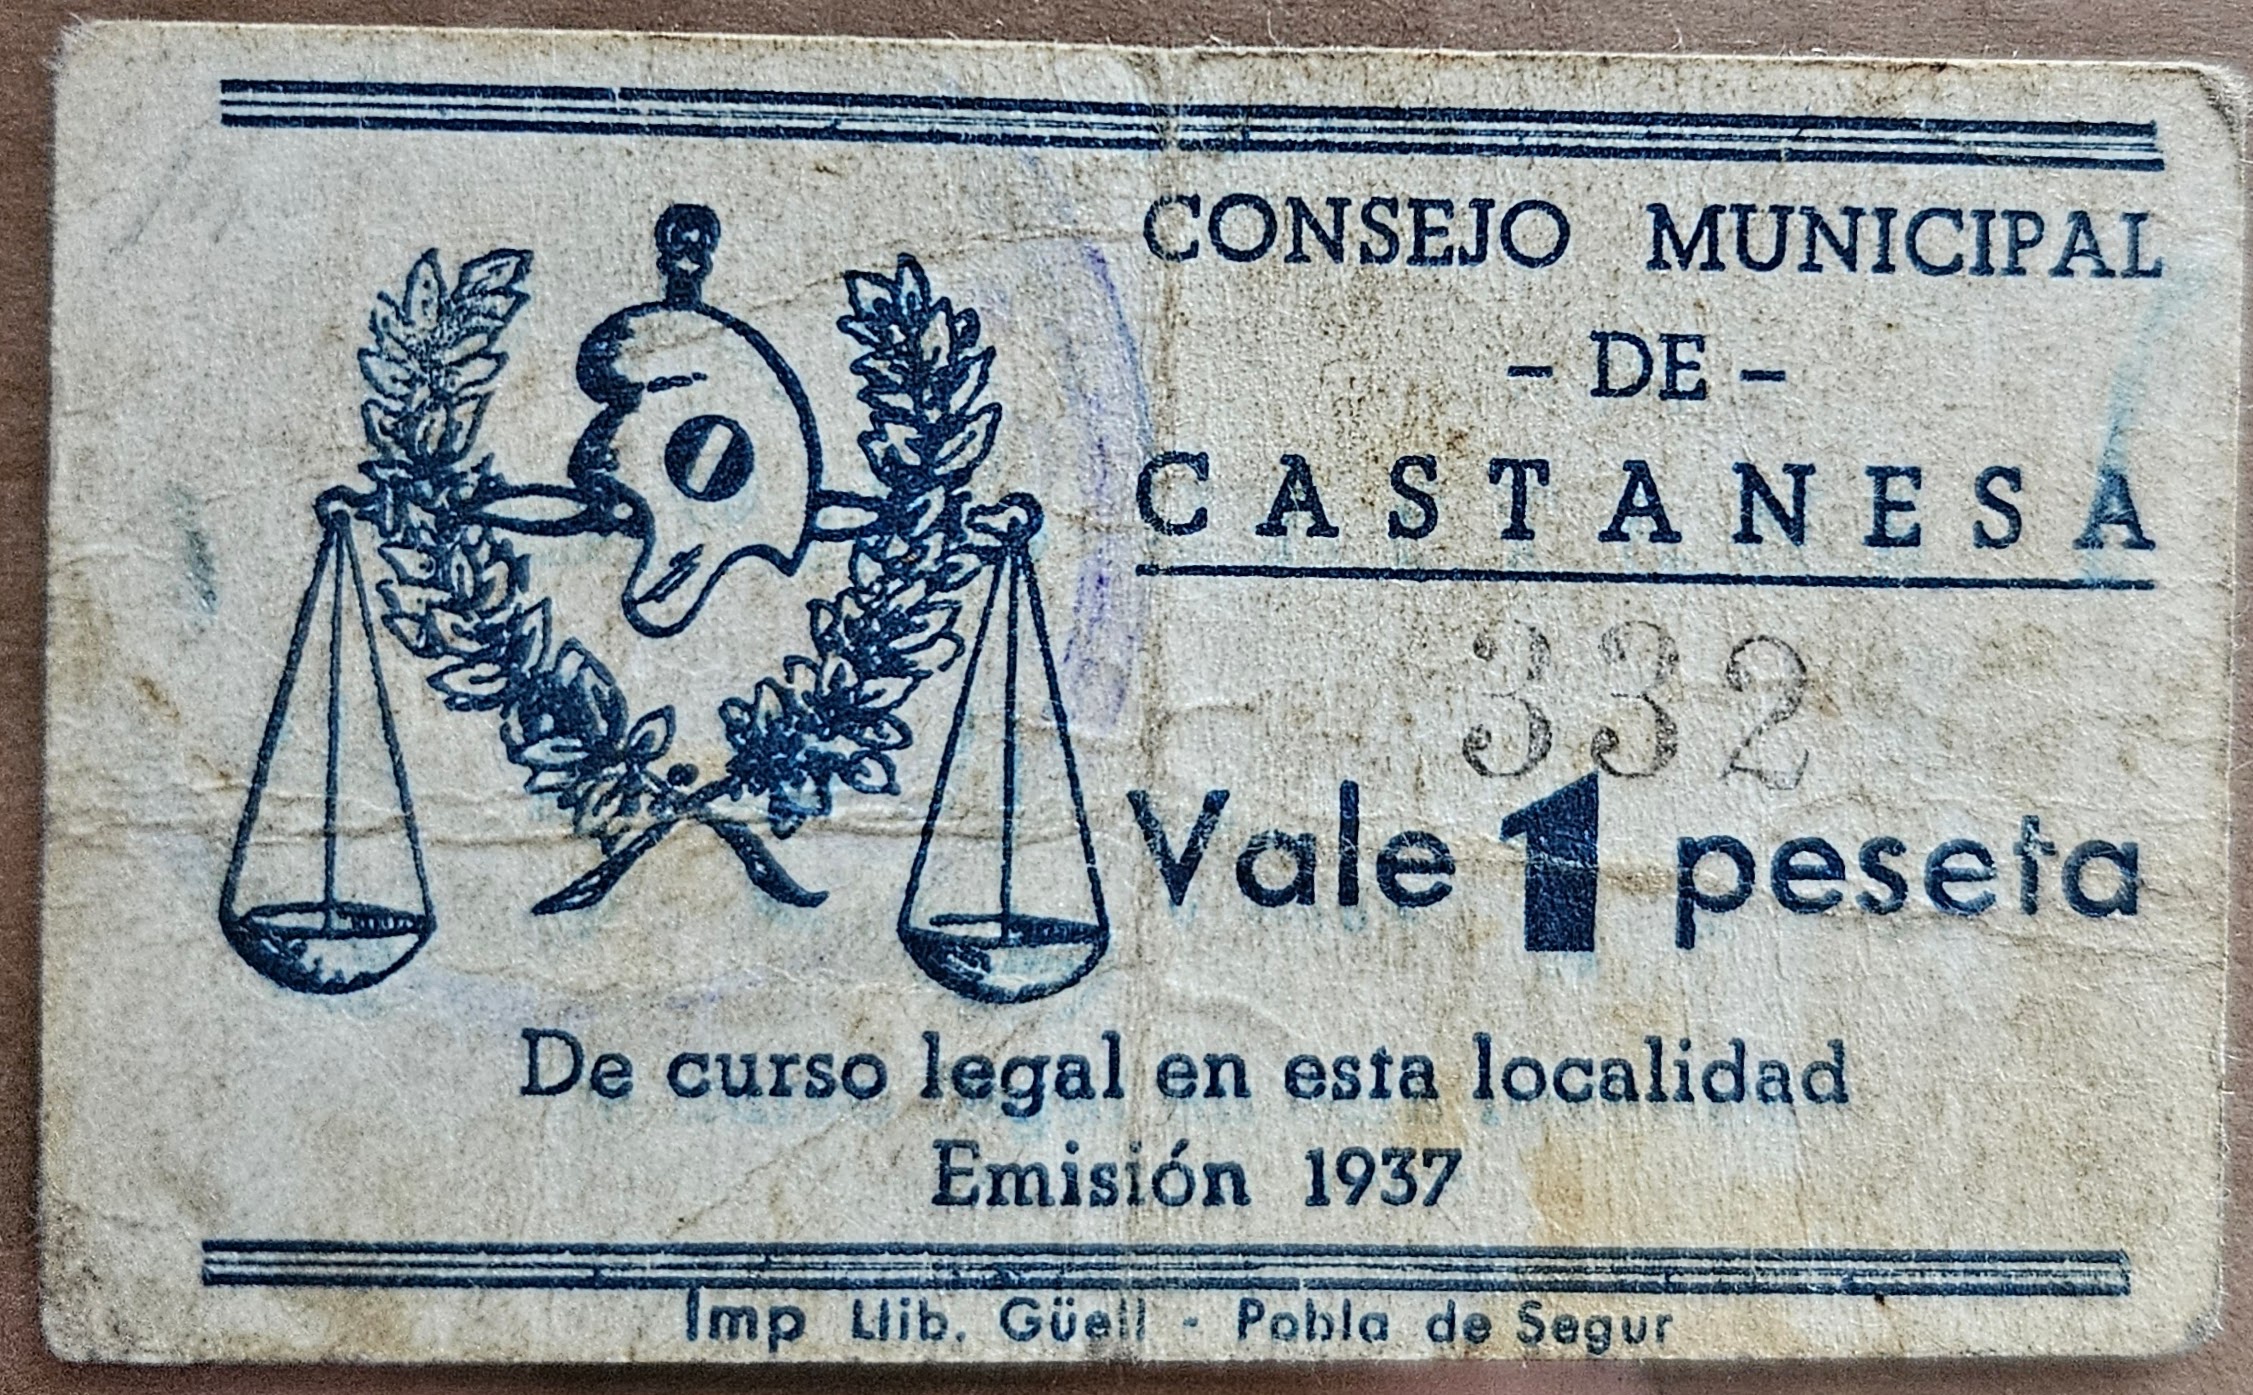 CONSEJO MUNICIPAL
- DE -
CASTANESA
332
Vale 1 peseta
De curso legal en esta localidad
Emisión 1937
Imp Llib. Güell - Pobla de Segur